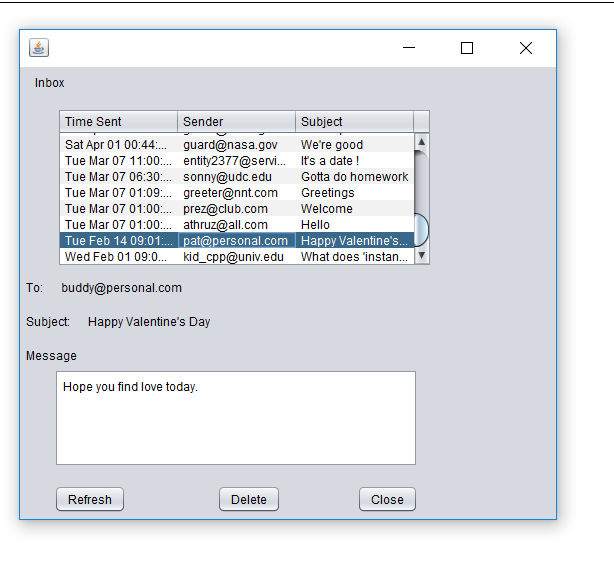 Inbox
Time Sent Sender Subject
Sat Apr 01 00:44:... guard@nasa.gov We're good
Tue Mar 07 11:00:... entity2377@servi... It's a date !
Tue Mar 07 06:30:... sonny@udc.edu Gotta do homework
Tue Mar 07 01:09:... greeter@nnt.com Greetings
Tue Mar 07 01:00:... prez@club.com Welcome
Tue Mar 07 01:00:... athruz@all.com Hello
Tue Feb 14 09:01:... pat@personal.com Happy Valentine's...
Wed Feb 01 09:0... kid_cpp@univ.edu What does 'instan...
To: buddy@personal.com
Subject: Happy Valentine's Day
Message
Hope you find love today.
Refresh Delete Close